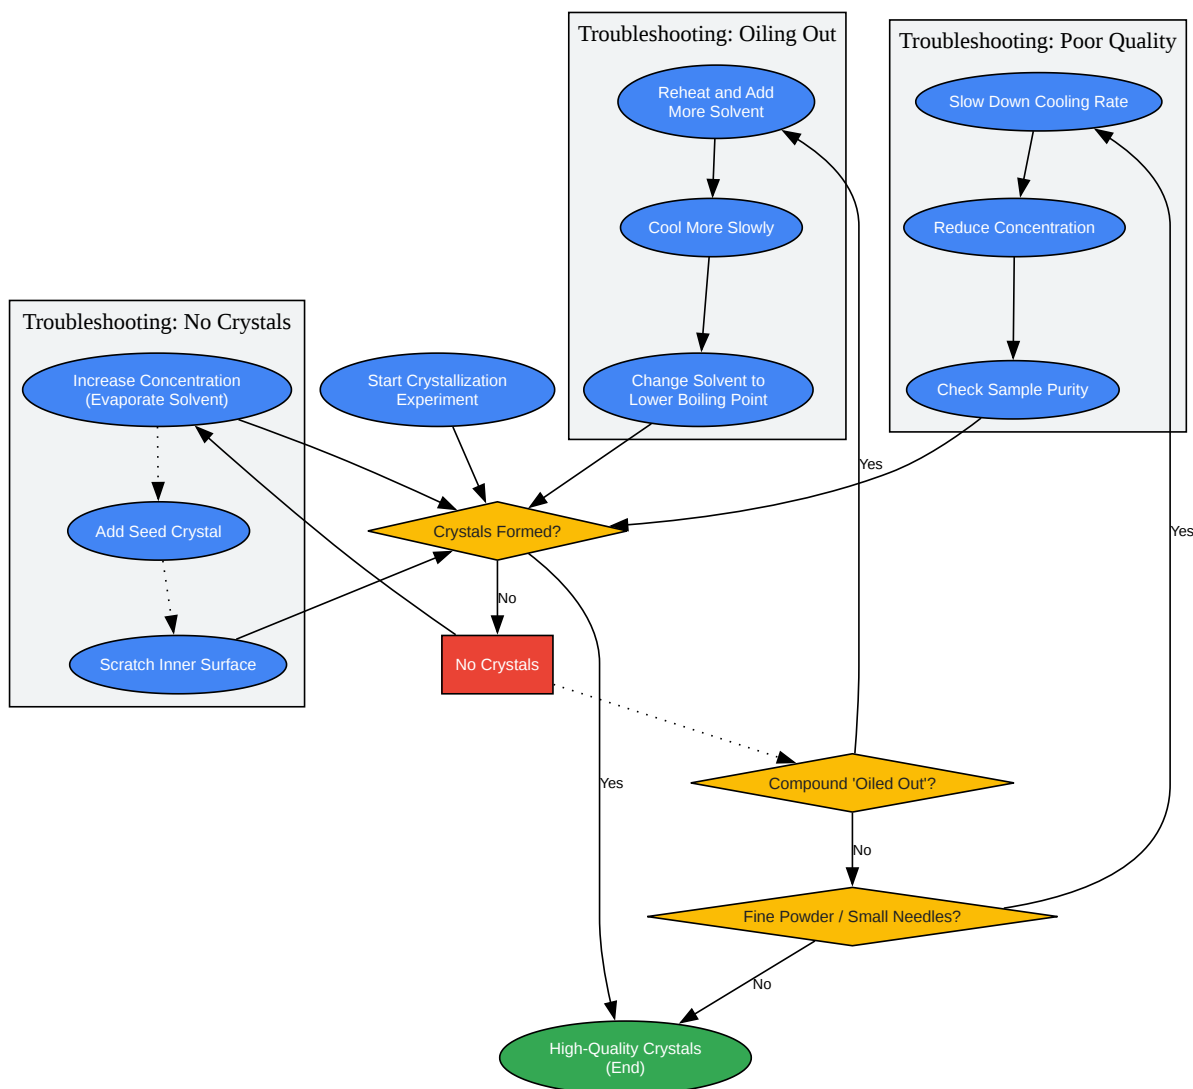 Troubleshooting: Oiling Out
Troubleshooting: Poor Quality
Reheat and Add
More Solvent
Slow Down Cooling Rate
Cool More Slowly
Reduce Concentration
Troubleshooting: No Crystals
Increase Concentration
(Evaporate Solvent)
Start Crystallization
Experiment
Change Solvent to
Lower Boiling Point
Check Sample Purity
Yes
Add Seed Crystal
Crystals Formed?
Yes
No
Scratch Inner Surface
No Crystals
Yes
Compound 'Oiled Out'?
No
Fine Powder / Small Needles?
No
High-Quality Crystals
(End)